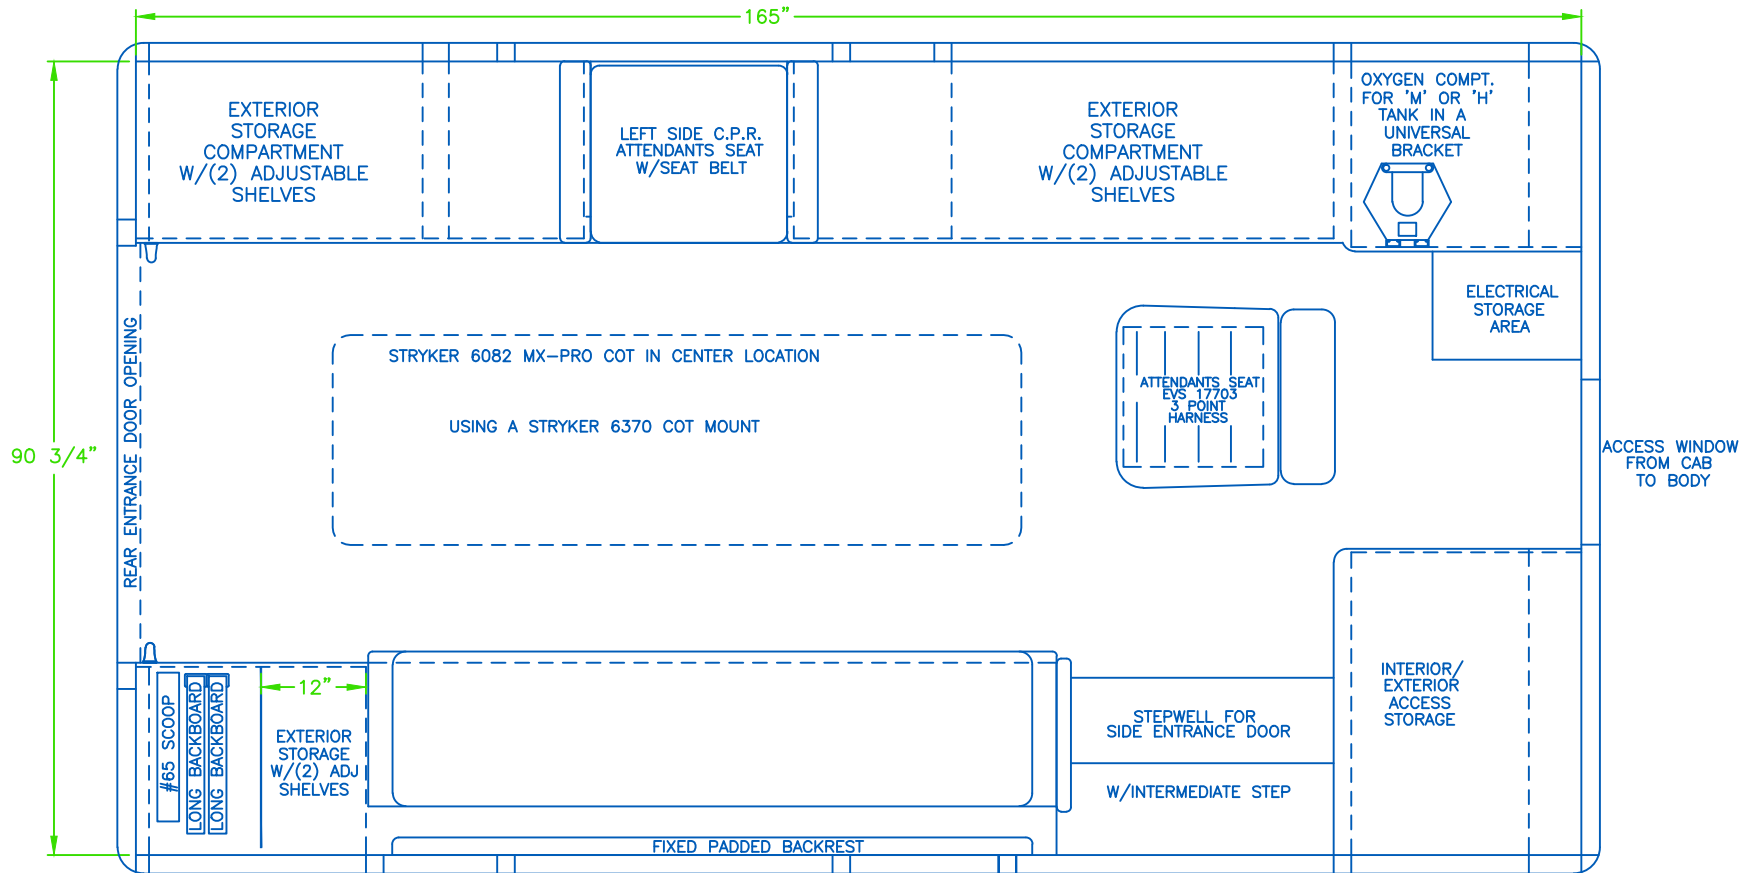 165"
EXTERIOR
STORAGE
COMPARTMENT
W/(2) ADJUSTABLE
SHELVES
LEFT SIDE C.P.R.
ATTENDANTS SEAT
W/SEAT BELT
EXTERIOR
STORAGE
COMPARTMENT
W/(2) ADJUSTABLE
SHELVES
OXYGEN COMPT.
FOR 'M' OR 'H'
TANK IN A
UNIVERSAL
BRACKET
ELECTRICAL
STORAGE
AREA
REAR ENTRANCE DOOR OPENING
STRYKER 6082 MX-PRO COT IN CENTER LOCATION
USING A STRYKER 6370 COT MOUNT
ATTENDANTS SEAT
EVS 17703
3 POINT
HARNESS
90 3/4"
ACCESS WINDOW
FROM CAB
TO BODY
#65 SCOOP
LONG BACKBOARD
LONG BACKBOARD
12"
EXTERIOR
STORAGE
W/(2) ADJ
SHELVES
STEPWELL FOR
SIDE ENTRANCE DOOR
W/INTERMEDIATE STEP
INTERIOR/
EXTERIOR
ACCESS
STORAGE
FIXED PADDED BACKREST